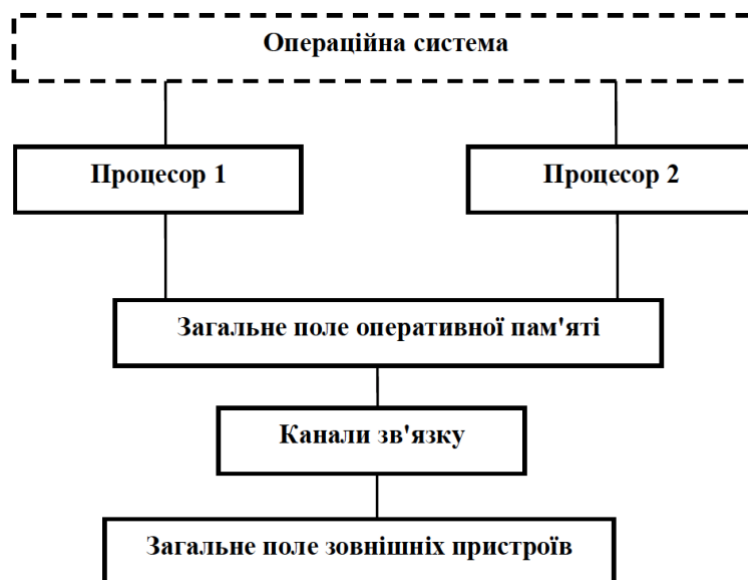 Операційна система
Процесор 1
Процесор 2
Загальне поле оперативної пам'яті
Канали зв'язку
Загальне поле зовнішніх пристроїв